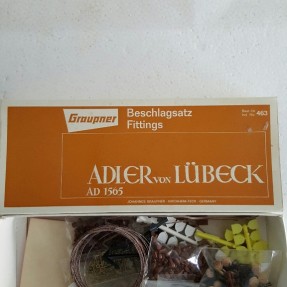 Graupner
Beschlagsatz
Fittings
463
ADLER VON LÜBECK
AD 1565